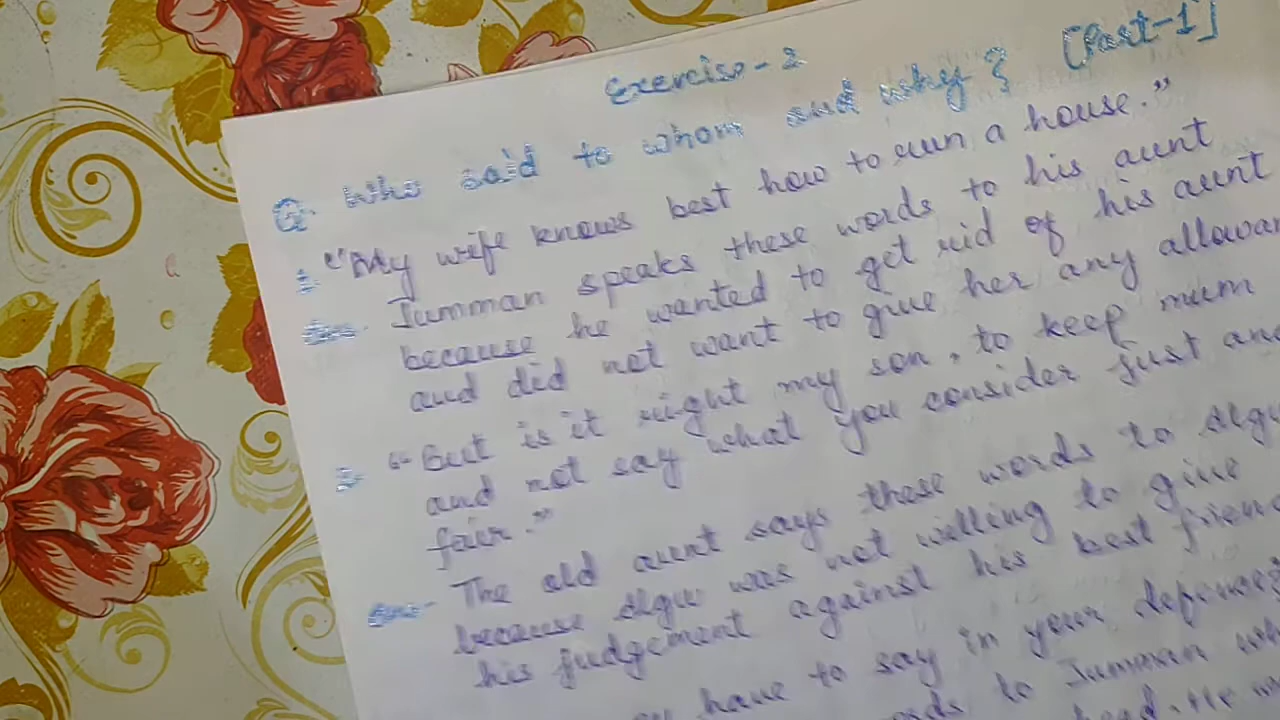 Exercise-2
Q. Who said to whom and why? [Part-1]
1- "My wife knows best how to run a house."
Ans- Jumman speaks these words to his aunt
because he wanted to get rid of his aunt
and did not want to give her any
2- "But is it right my son, to keep mum
and not say what you consider just and
fair."
Ans- The old aunt says these words to Algu
because Algu was not willing to give
his judgement against his best friend
have to say in your defence
to Jumman
head. He